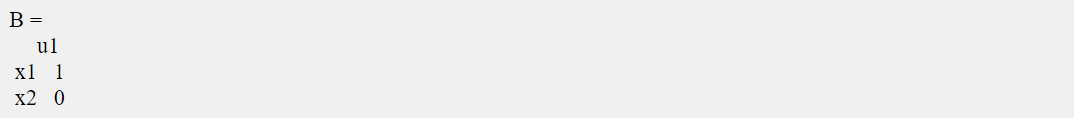 B =
u1
x1 1
x2 0